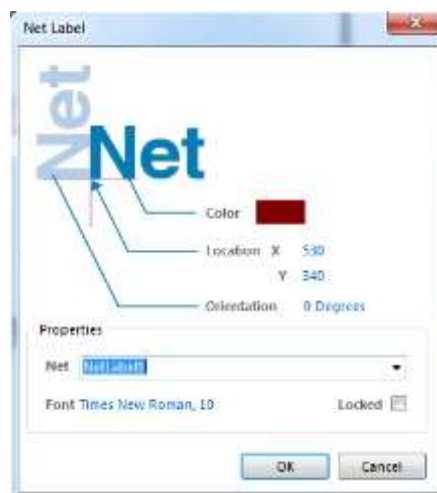 Net Label
Net
Net
Color
Location X 530
Y 340
Orientation 0 Degrees
Properties
Net
Font Times New Roman, 10 Locked
OK Cancel